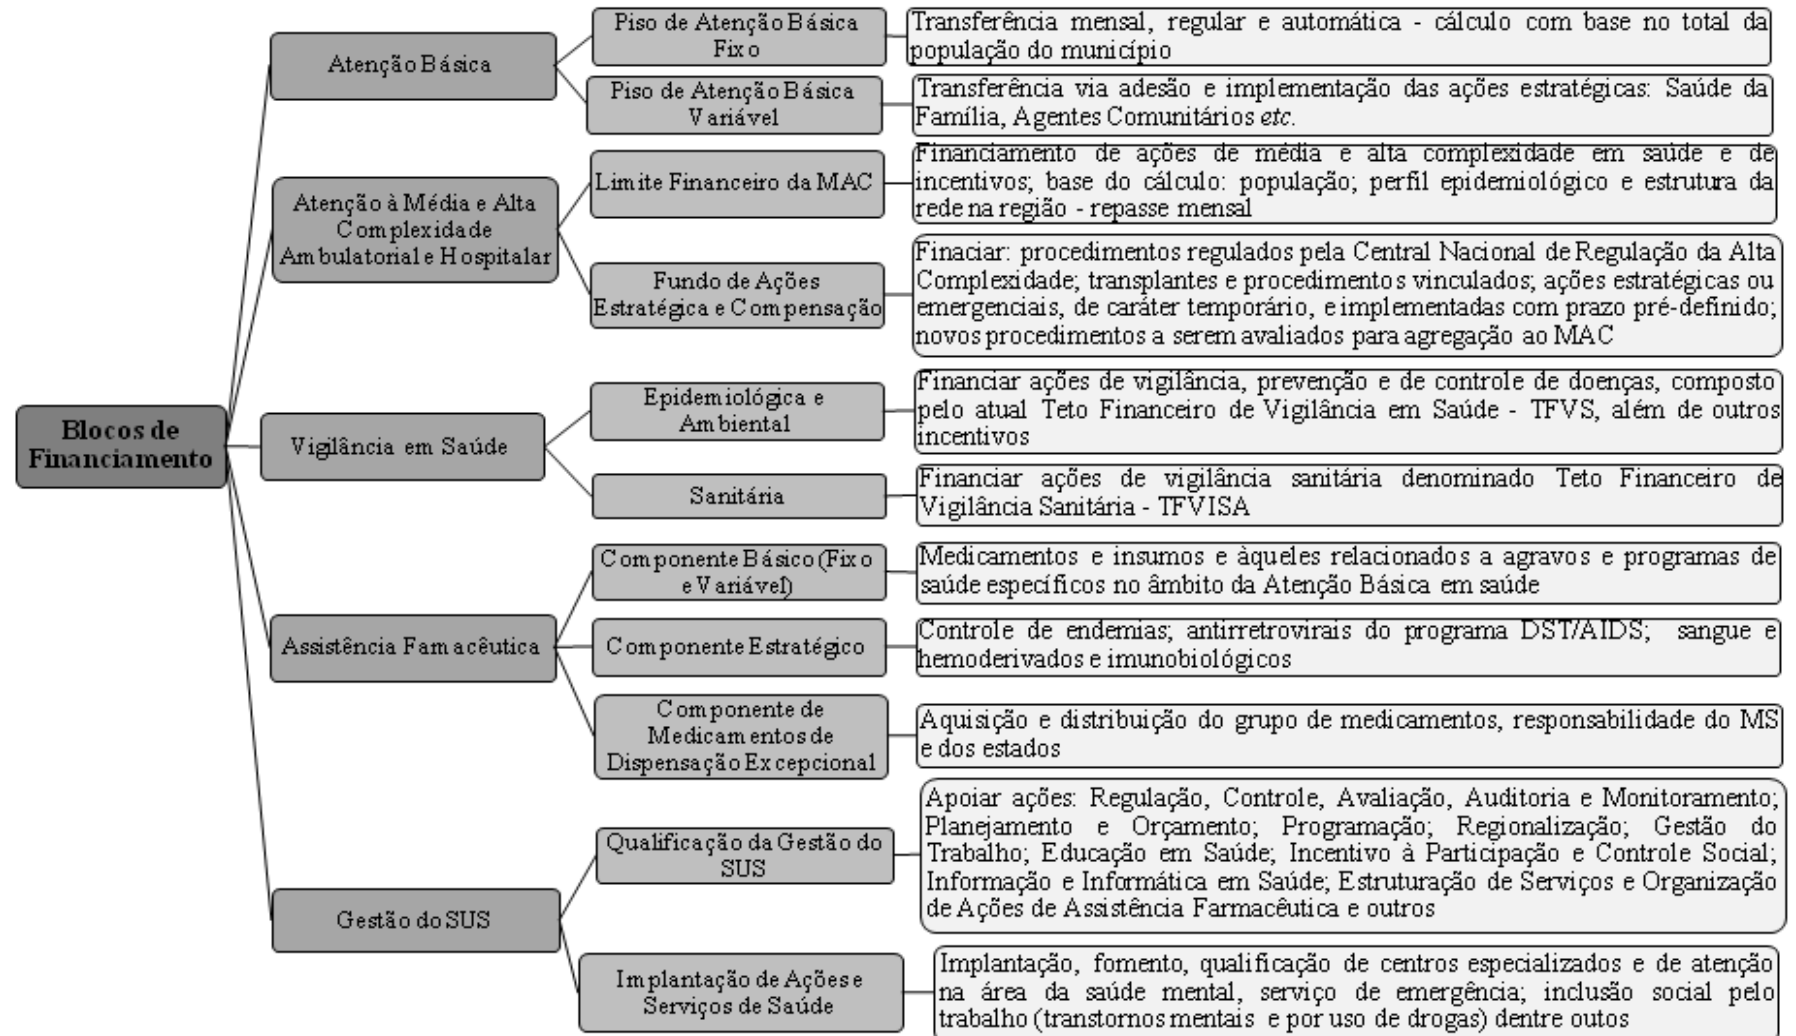 Blocos de
Financiamento
Atenção Básica
Piso de Atenção Básica
Fixo
Transferência mensal, regular e automática - cálculo com base no total da
população do município
Piso de Atenção Básica
Variável
Transferência via adesão e implementação das ações estratégicas: Saúde da
Família, Agentes Comunitários etc.
Atenção à Média e Alta
Complexidade
Ambulatorial e Hospitalar
Limite Financeiro da MAC
Financiamento de ações de média e alta complexidade em saúde e de
incentivos; base do cálculo: população; perfil epidemiológico e estrutura da
rede na região - repasse mensal
Fundo de Ações
Estratégica e Compensação
Finaciar: procedimentos regulados pela Central Nacional de Regulação da Alta
Complexidade; transplantes e procedimentos vinculados; ações estratégicas ou
emergenciais, de caráter temporário, e implementadas com prazo pré-definido;
novos procedimentos a serem avaliados para agregação ao MAC
Vigilância em Saúde
Epidemiológica e
Ambiental
Financiar ações de vigilância, prevenção e de controle de doenças, composto
pelo atual Teto Financeiro de Vigilância em Saúde - TFVS, além de outros
incentivos
Sanitária
Financiar ações de vigilância sanitária denominado Teto Financeiro de
Vigilância Sanitária - TFVISA
Assistência Famacêutica
Componente Básico (Fixo
e Variável)
Medicamentos e insumos e àqueles relacionados a agravos e programas de
saúde específicos no âmbito da Atenção Básica em saúde
Componente Estratégico
Controle de endemias; antirretrovirais do programa DST/AIDS; sangue e
hemoderivados e imunobiológicos
Componente de
Medicamentos de
Dispensação Excepcional
Aquisição e distribuição do grupo de medicamentos, responsabilidade do MS
e dos estados
Gestão do SUS
Qualificação da Gestão do
SUS
Apoiar ações: Regulação, Controle, Avaliação, Auditoria e Monitoramento;
Planejamento e Orçamento; Programação; Regionalização; Gestão do
Trabalho; Educação em Saúde; Incentivo à Participação e Controle Social;
Informação e Informática em Saúde; Estruturação de Serviços e Organização
de Ações de Assistência Farmacêutica e outros
Implantação de Ações e
Serviços de Saúde
Implantação, fomento, qualificação de centros especializados e de atenção
na área da saúde mental, serviço de emergência; inclusão social pelo
trabalho (transtornos mentais e por uso de drogas) dentre outos